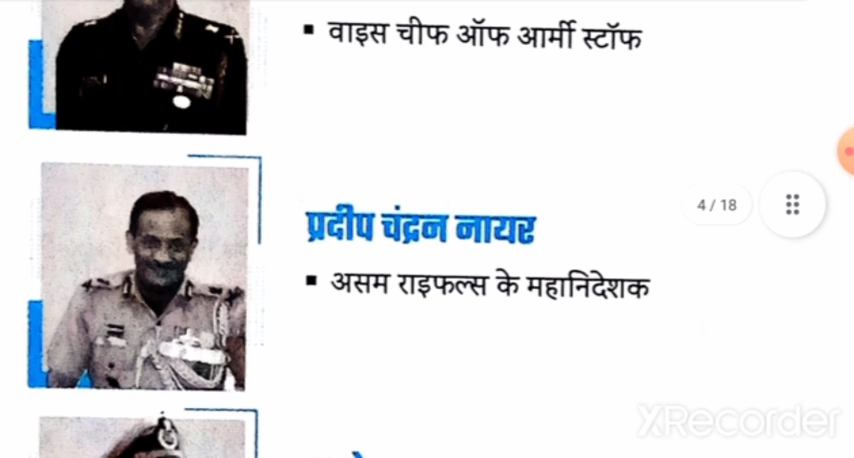 ▪ वाइस चीफ ऑफ आर्मी स्टॉफ
प्रदीप चंद्रन नायर
4 / 18
▪ असम राइफल्स के महानिदेशक
XRecorder